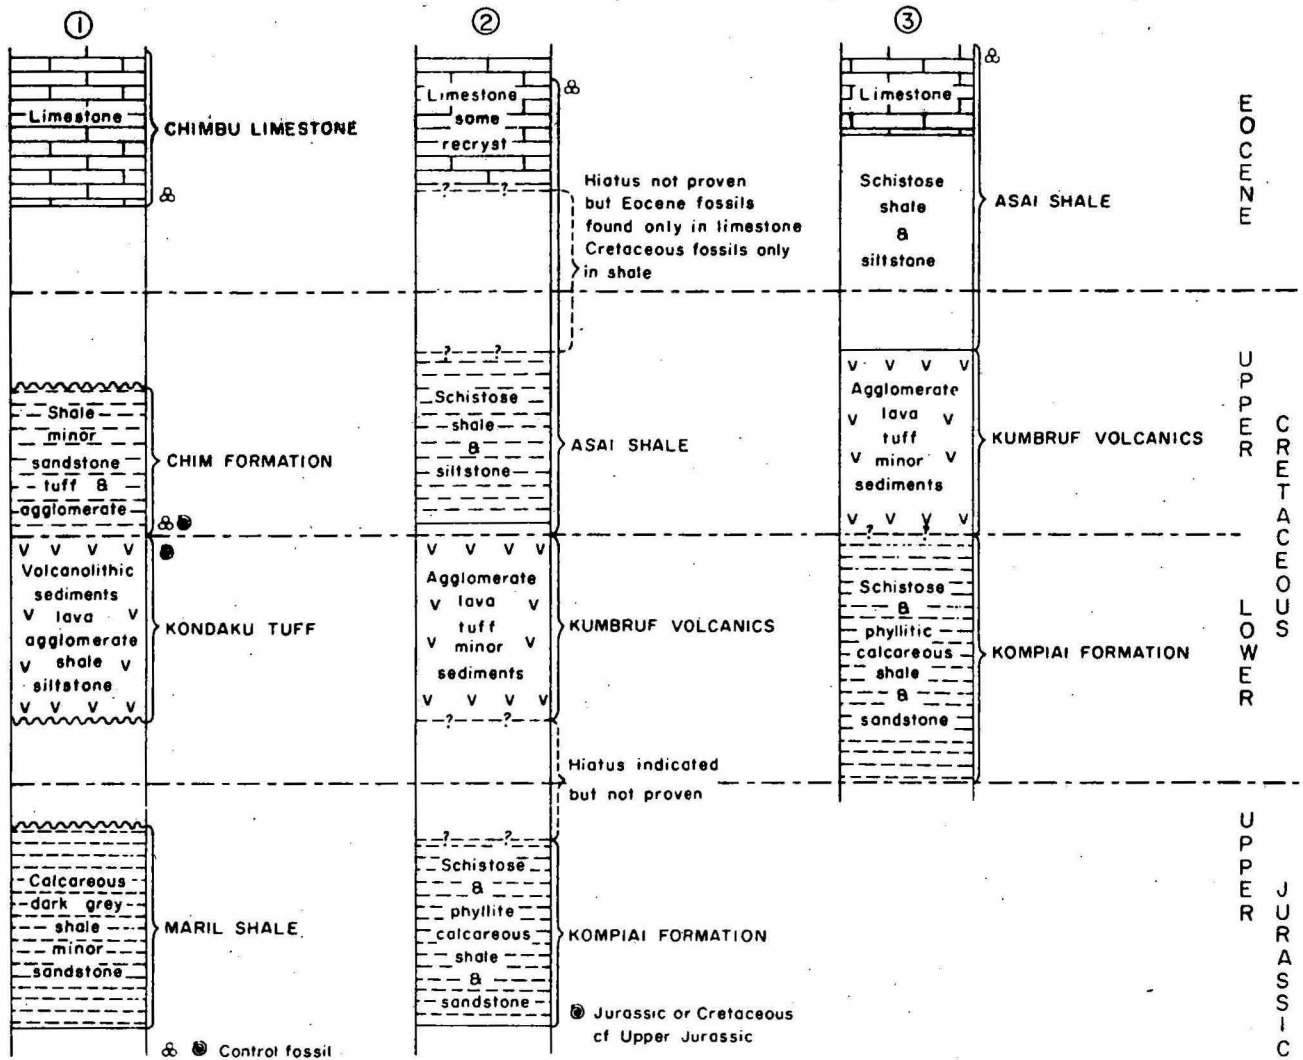 ①
Limestone
CHIMBU LIMESTONE
Shale
minor
sandstone
tuff &
agglomerate
CHIM FORMATION
Volcanolithic
sediments
lava
agglomerate
shale
siltstone
KONDAKU TUFF
Calcareous
dark grey
shale
minor
sandstone
MARIL SHALE
Control fossil
②
Limestone
some
recryst
? ?
Hiatus not proven
but Eocene fossils
found only in limestone
Cretaceous fossils only
in shale
? ?
Schistose
shale
&
siltstone
ASAI SHALE
Agglomerate
lava
tuff
minor
sediments
KUMBRUF VOLCANICS
? ?
Hiatus indicated
but not proven
? ?
Schistose
&
phyllite
calcareous
shale
&
sandstone
KOMPIAI FORMATION
Jurassic or Cretaceous
cf Upper Jurassic
③
Limestone
Schistose
shale
&
siltstone
ASAI SHALE
Agglomerate
lava
tuff
minor
sediments
KUMBRUF VOLCANICS
? ?
Schistose
&
phyllitic
calcareous
shale
&
sandstone
KOMPIAI FORMATION
EOCENE
UPPER
LOWER
CRETACEOUS
UPPER
JURASSIC